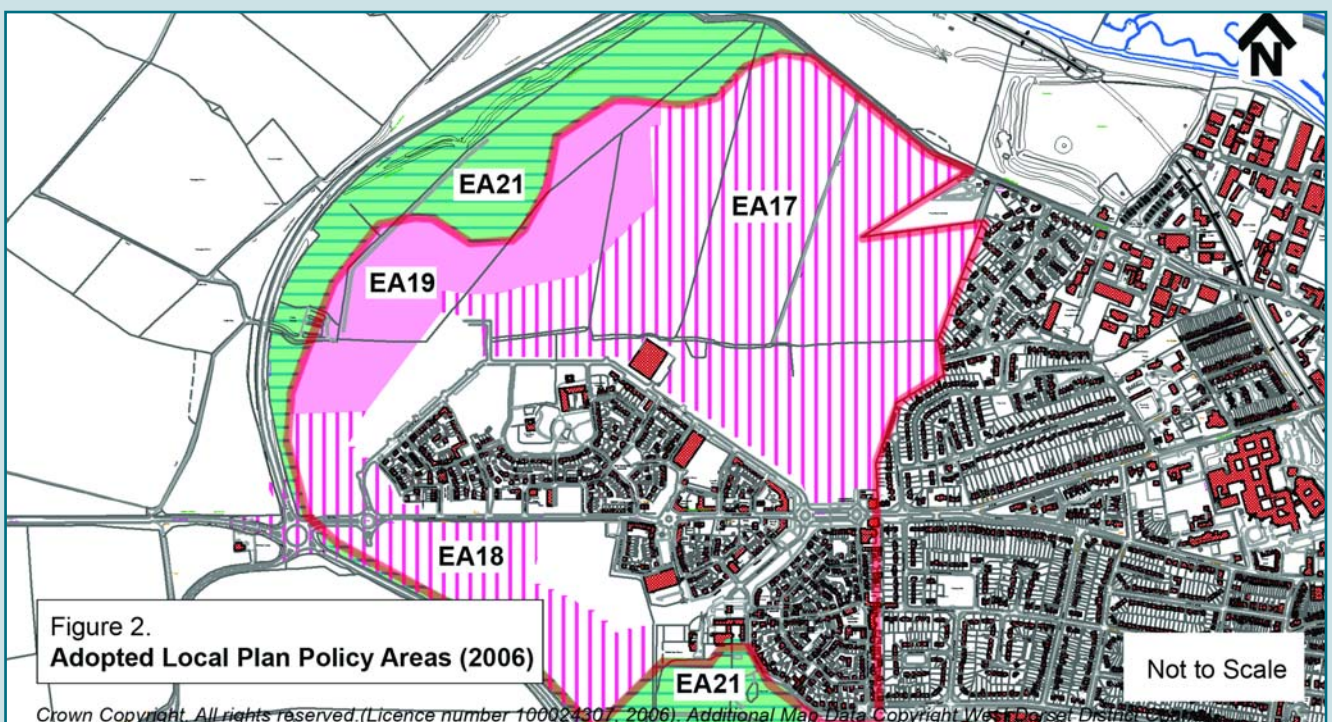 N
EA21
EA17
EA19
EA18
Figure 2.
Adopted Local Plan Policy Areas (2006)
Not to Scale
EA21
Crown Copyright. All rights reserved.(Licence number 100024307, 2006). Additional Map Data Copyright West Dorset District